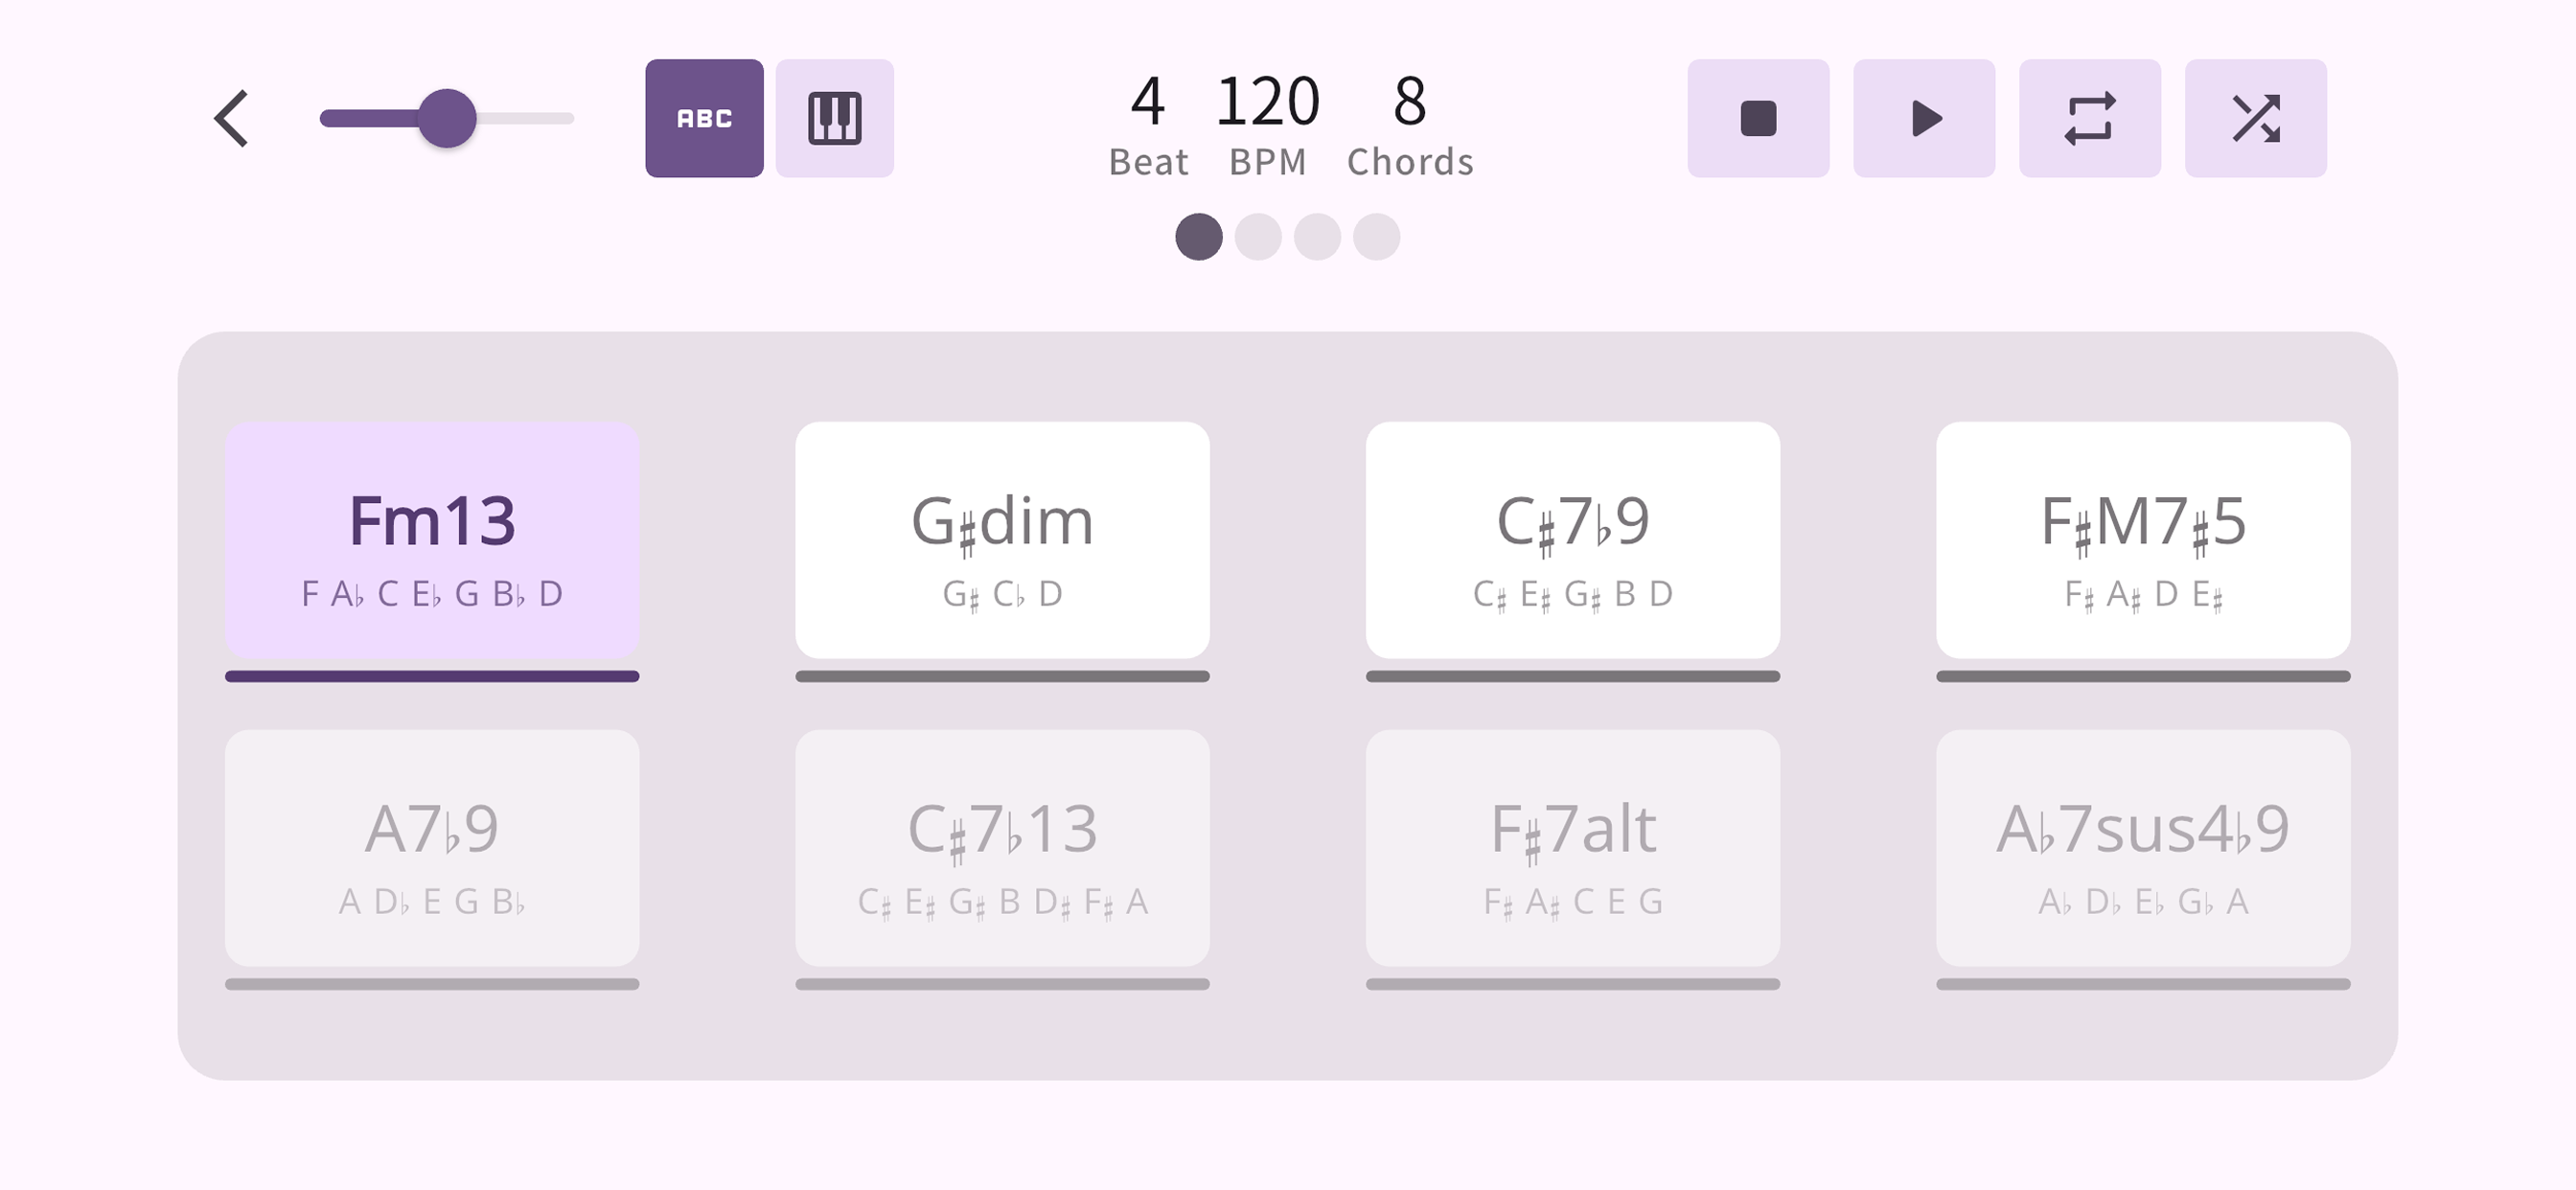 ABC
4 120 8
Beat BPM Chords
Fm13 G♯dim C♯7♭9 F♯M7♯5
F A♭ C E♭ G B♭ D G♯ C♭ D C♯ E♯ G♯ B D F♯ A♯ D E♯
A7♭9 C♯7♭13 F♯7alt A♭7sus4♭9
A D♭ E G B♭ C♯ E♯ G♯ B D♯ F♯ A F♯ A♯ C E G A♭ D♭ E♭ G♭ A